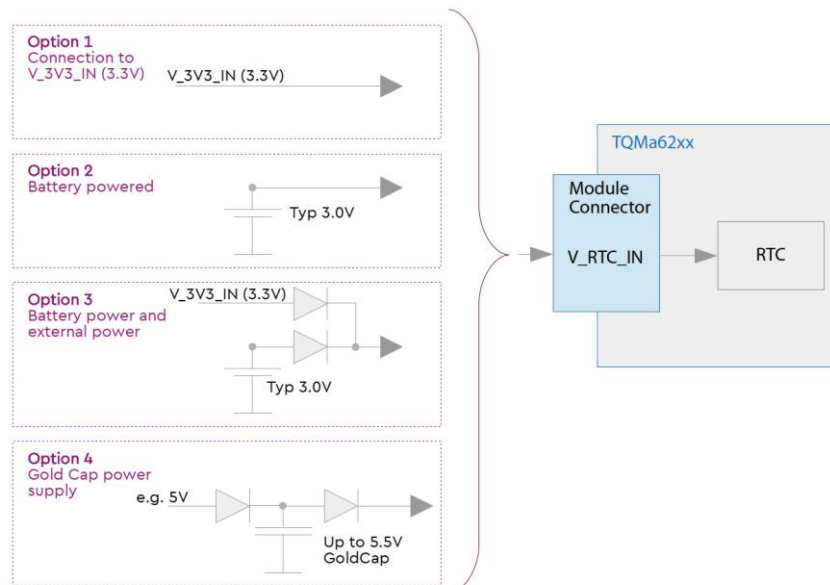 Option 1
Connection to
V_3V3_IN (3.3V)
V_3V3_IN (3.3V)
Option 2
Battery powered
Typ 3.0V
Option 3
Battery power and
external power
V_3V3_IN (3.3V)
Typ 3.0V
Option 4
Gold Cap power
supply
e.g. 5V
Up to 5.5V
GoldCap
TQMa62xx
Module
Connector
V_RTC_IN
RTC